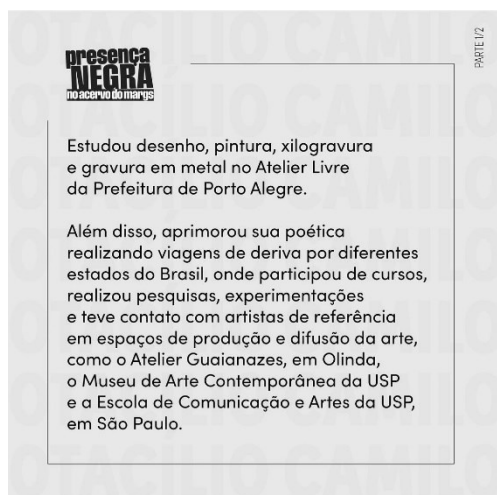 OTACÍLIO CAMILO
PARTE 1/2
presença
NEGRA
no acervo do margs
Estudou desenho, pintura, xilogravura
e gravura em metal no Atelier Livre
da Prefeitura de Porto Alegre.
Além disso, aprimorou sua poética
realizando viagens de deriva por diferentes
estados do Brasil, onde participou de cursos,
realizou pesquisas, experimentações
e teve contato com artistas de referência
em espaços de produção e difusão da arte,
como o Atelier Guaianazes, em Olinda,
o Museu de Arte Contemporânea da USP
e a Escola de Comunicação e Artes da USP,
em São Paulo.
OTACÍLIO CAMILO